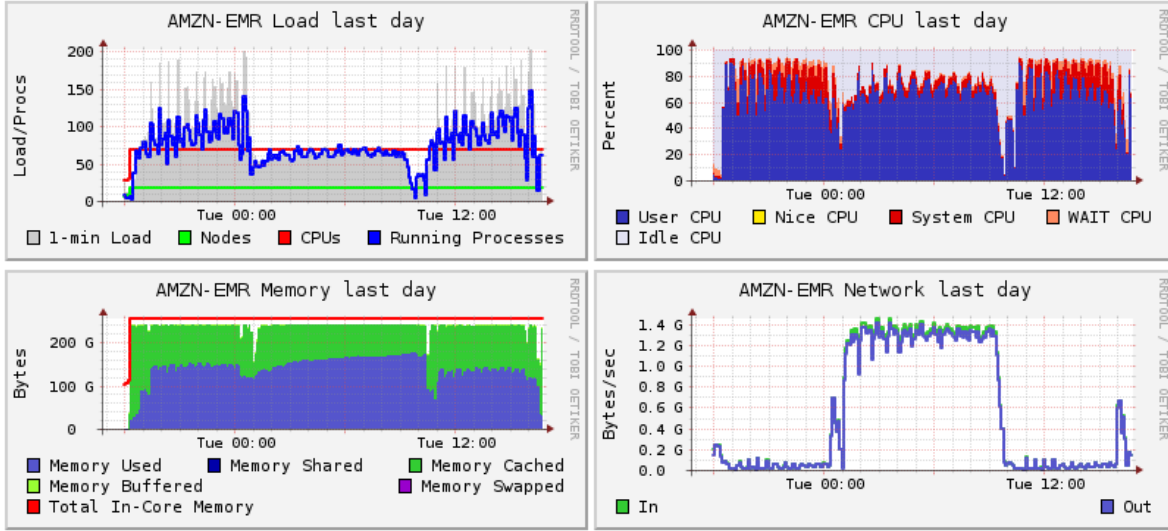 AMZN-EMR Load last day
RRDTOOL / TOBI OETIKER
Load/Procs
200
150
100
50
0
Tue 00:00 Tue 12:00
1-min Load Nodes CPUs Running Processes
AMZN-EMR CPU last day
RRDTOOL / TOBI OETIKER
Percent
100
80
60
40
20
0
Tue 00:00 Tue 12:00
User CPU Nice CPU System CPU WAIT CPU
Idle CPU
AMZN-EMR Memory last day
RRDTOOL / TOBI OETIKER
Bytes
200 G
100 G
0
Tue 00:00 Tue 12:00
Memory Used Memory Shared Memory Cached
Memory Buffered Memory Swapped
Total In-Core Memory
AMZN-EMR Network last day
RRDTOOL / TOBI OETIKER
Bytes/sec
1.4 G
1.2 G
1.0 G
0.8 G
0.6 G
0.4 G
0.2 G
0.0
Tue 00:00 Tue 12:00
In Out